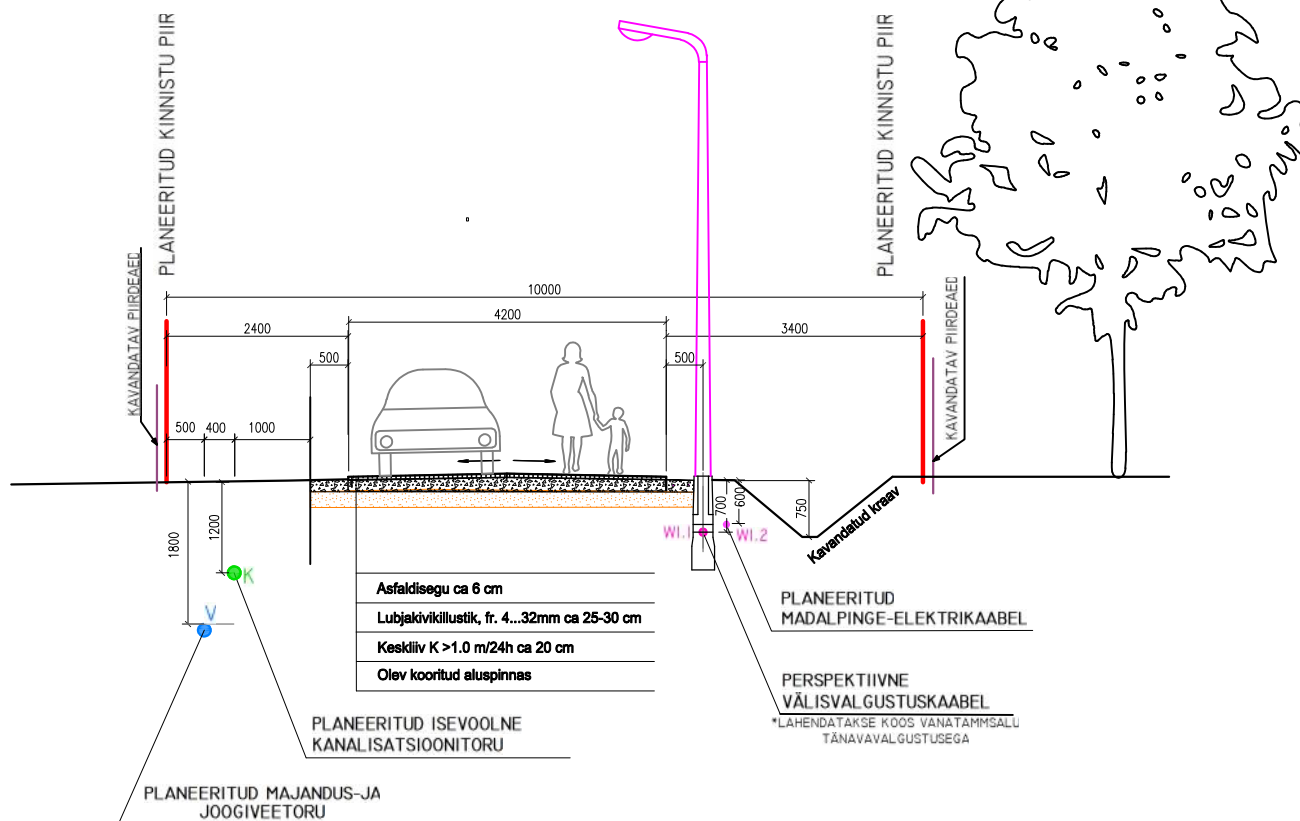 PLANEERITUD KINNISTU PIIR
PLANEERITUD KINNISTU PIIR
KAVANDATAV PIIRDEAED
KAVANDATAV PIIRDEAED
10000
2400
4200
3400
500
500
500
400
1000
1800
1200
700
600
750
WI.1
WI.2
Kavandatud kraav
K
V
Asfaldisegu ca 6 cm
Lubjakivikillustik, fr. 4...32mm ca 25-30 cm
Keskliiv K >1.0 m/24h ca 20 cm
Olev kooritud aluspinnas
PLANEERITUD
MADALPINGE-ELEKTRIKAABEL
PERSPEKTIIVNE
VÄLISVALGUSTUSKAABEL
*LAHENDATAKSE KOOS VANATAMMSALU
TÄNAVAVALGUSTUSEGA
PLANEERITUD ISEVOOLNE
KANALISATSIOONITORU
PLANEERITUD MAJANDUS-JA
JOOGIVEETORU